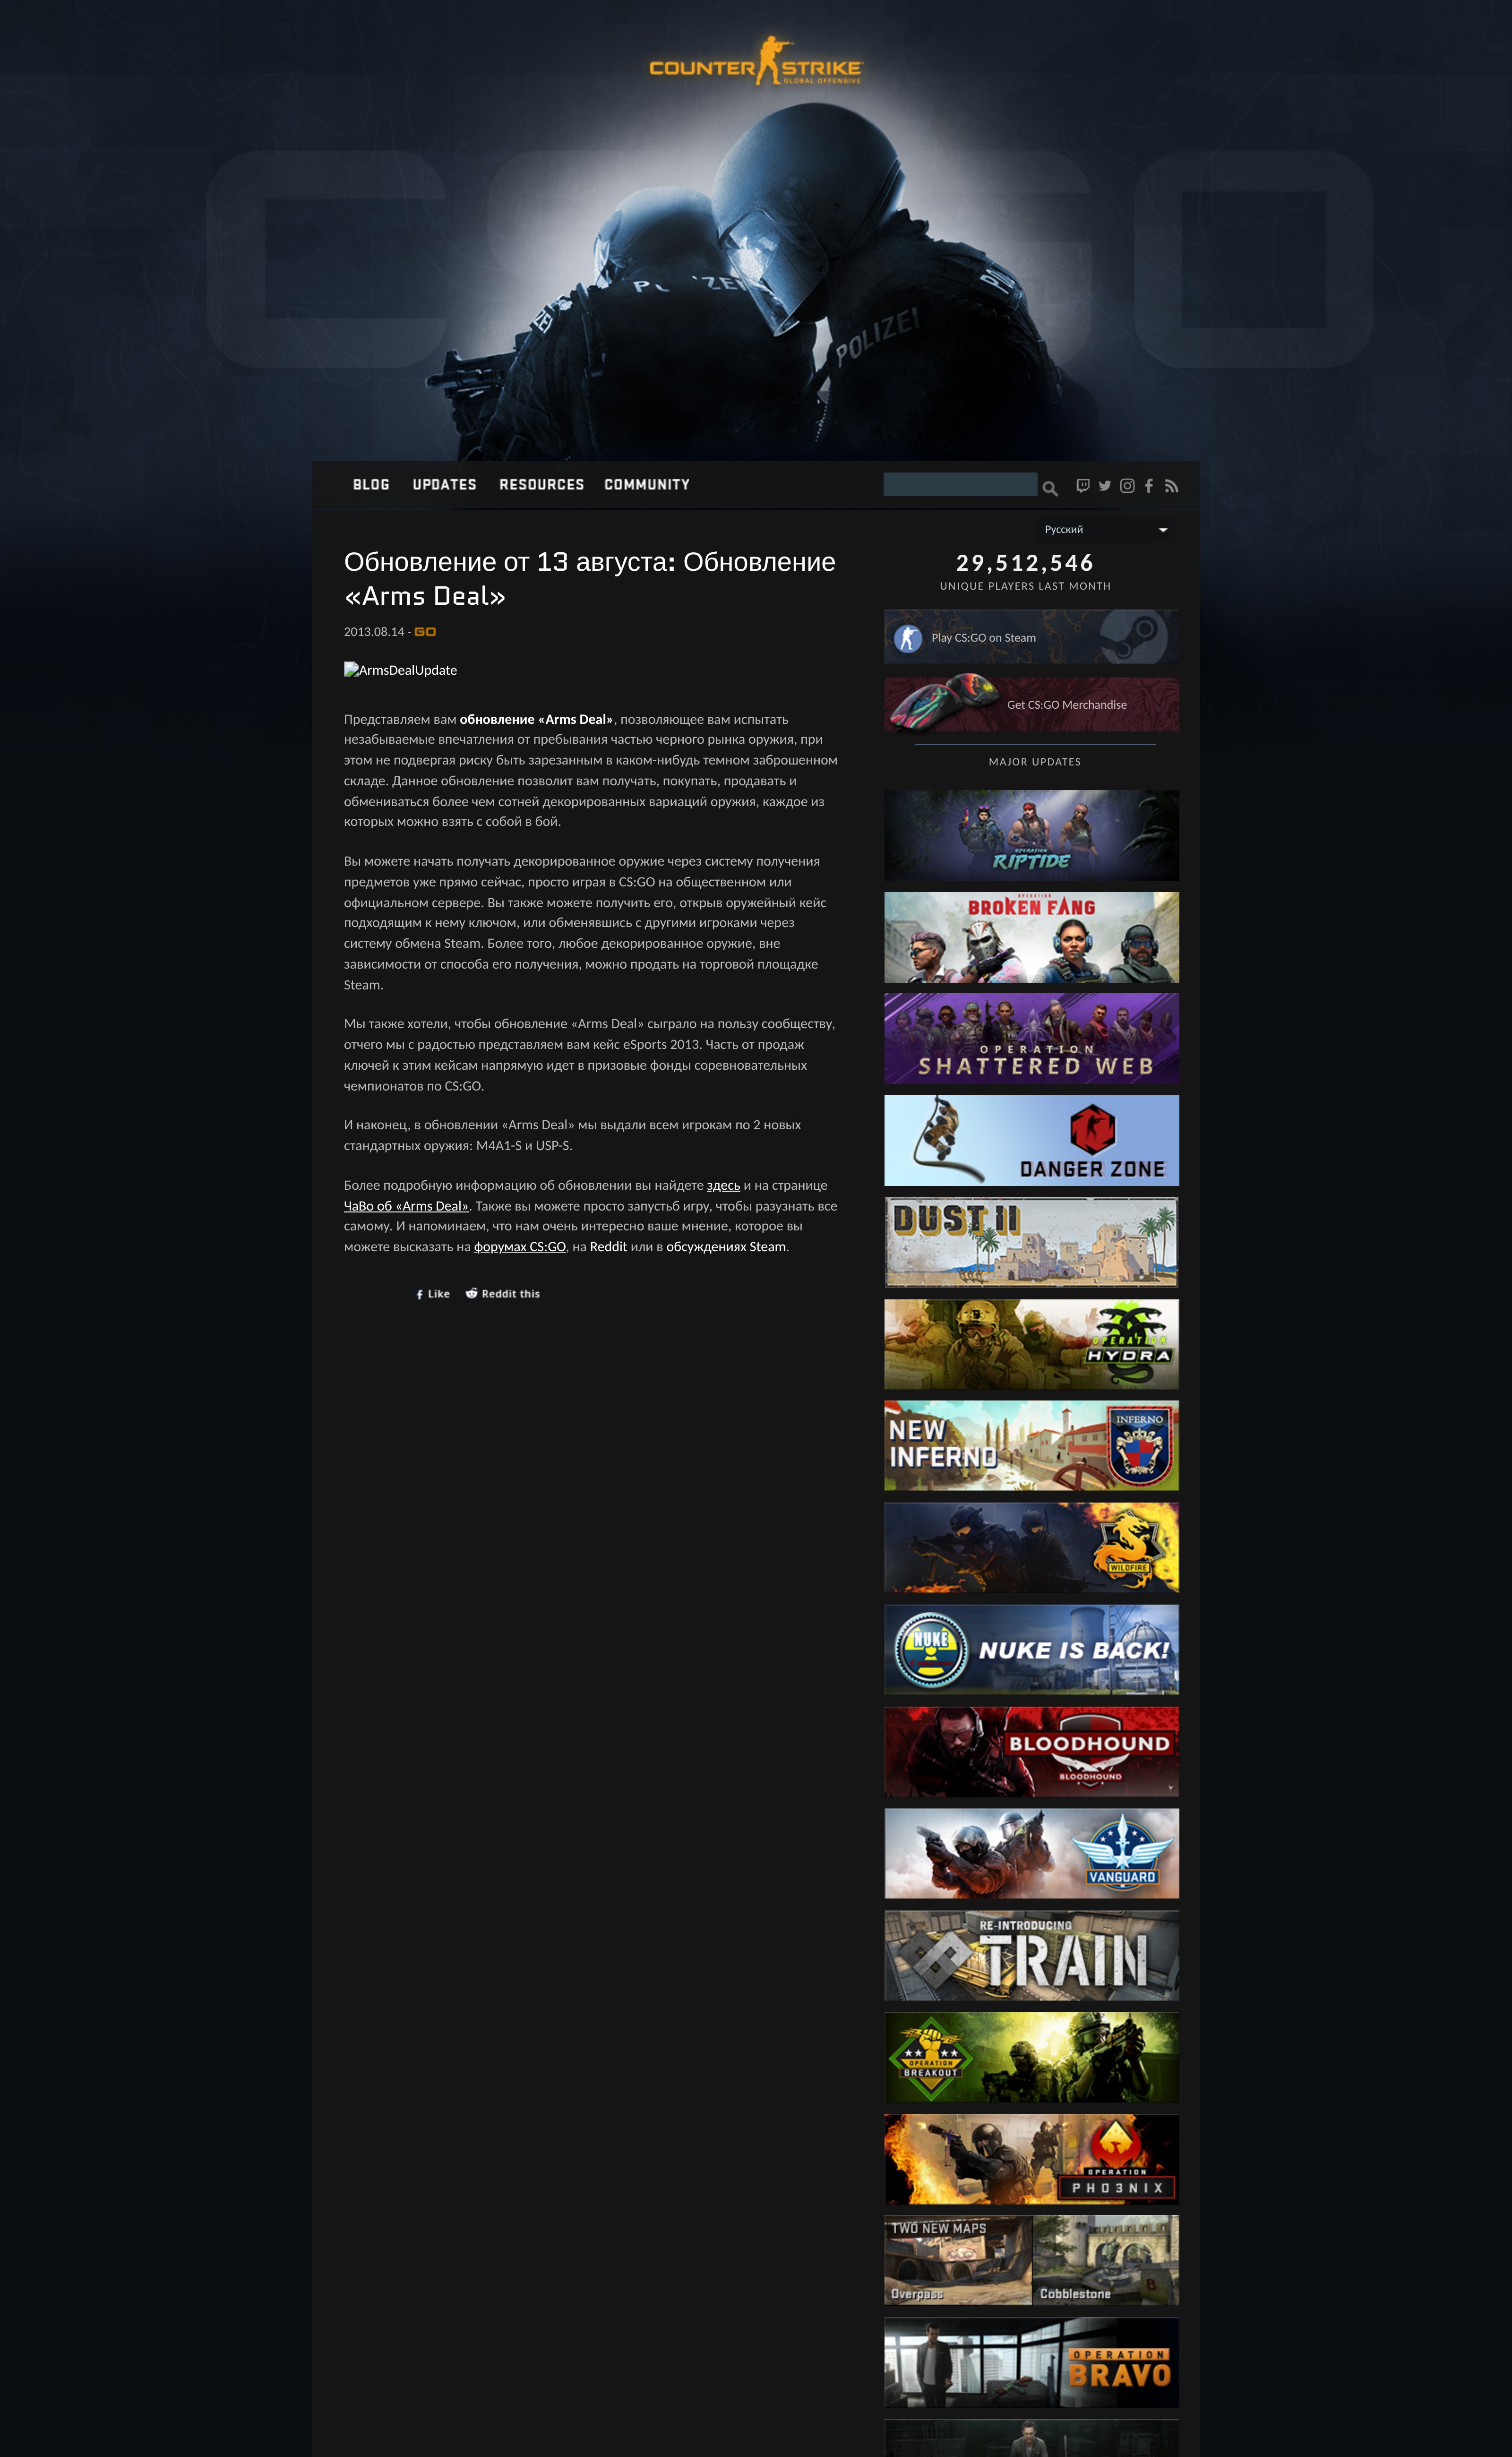 COUNTER STRIKE
GLOBAL OFFENSIVE
CSGO
POLIZEI
BLOG UPDATES RESOURCES COMMUNITY
Русский
Обновление от 13 августа: Обновление
«Arms Deal»
2013.08.14 - GO
ArmsDealUpdate
Представляем вам обновление «Arms Deal», позволяющее вам испытать
незабываемые впечатления от пребывания частью черного рынка оружия, при
этом не подвергая риску быть зарезанным в каком-нибудь темном заброшенном
складе. Данное обновление позволит вам получать, покупать, продавать и
обмениваться более чем сотней декорированных вариаций оружия, каждое из
которых можно взять с собой в бой.
Вы можете начать получать декорированное оружие через систему получения
предметов уже прямо сейчас, просто играя в CS:GO на общественном или
официальном сервере. Вы также можете получить его, открыв оружейный кейс
подходящим к нему ключом, или обменявшись с другими игроками через
систему обмена Steam. Более того, любое декорированное оружие, вне
зависимости от способа его получения, можно продать на торговой площадке
Steam.
Мы также хотели, чтобы обновление «Arms Deal» сыграло на пользу сообществу,
отчего мы с радостью представляем вам кейс eSports 2013. Часть от продаж
ключей к этим кейсам напрямую идет в призовые фонды соревновательных
чемпионатов по CS:GO.
И наконец, в обновлении «Arms Deal» мы выдали всем игрокам по 2 новых
стандартных оружия: M4A1-S и USP-S.
Более подробную информацию об обновлении вы найдете здесь и на странице
ЧаВо об «Arms Deal». Также вы можете просто запустьб игру, чтобы разузнать все
самому. И напоминаем, что нам очень интересно ваше мнение, которое вы
можете высказать на форумах CS:GO, на Reddit или в обсуждениях Steam.
Like Reddit this
29,512,546
UNIQUE PLAYERS LAST MONTH
Play CS:GO on Steam
Get CS:GO Merchandise
MAJOR UPDATES
OPERATION
RIPTIDE
OPERATION
BROKEN FANG
OPERATION
SHATTERED WEB
DANGER ZONE
DUST II
OPERATION
HYDRA
NEW
INFERNO
INFERNO
WILDFIRE
NUKE
NUKE IS BACK!
BLOODHOUND
BLOODHOUND
VANGUARD
RE-INTRODUCING
TRAIN
OPERATION
BREAKOUT
OPERATION
PHO3NIX
TWO NEW MAPS
Overpass Cobblestone
B
OPERATION
BRAVO